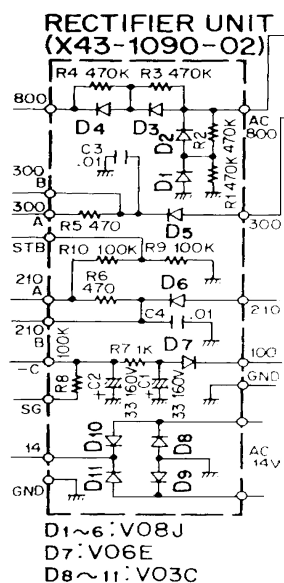 RECTIFIER UNIT
(X43-1090-02)
R4 470K R3 470K
800
AC
800
D4 D3
D2
R2 470K
C3
.01
D1
R1 470K
300
B
300
A
R5 470
D5
300
STB
R10 100K R9 100K
210
A
R6
470
D6
210
210
B
C4 .01
D7
-C
100K
R8
R7 1K
100
C2
+
33 160V
C1
+
33 160V
GND
SG
D10
D8
14
AC
14V
D11
D9
GND
D1~6:V08J
D7:V06E
D8~11:V03C